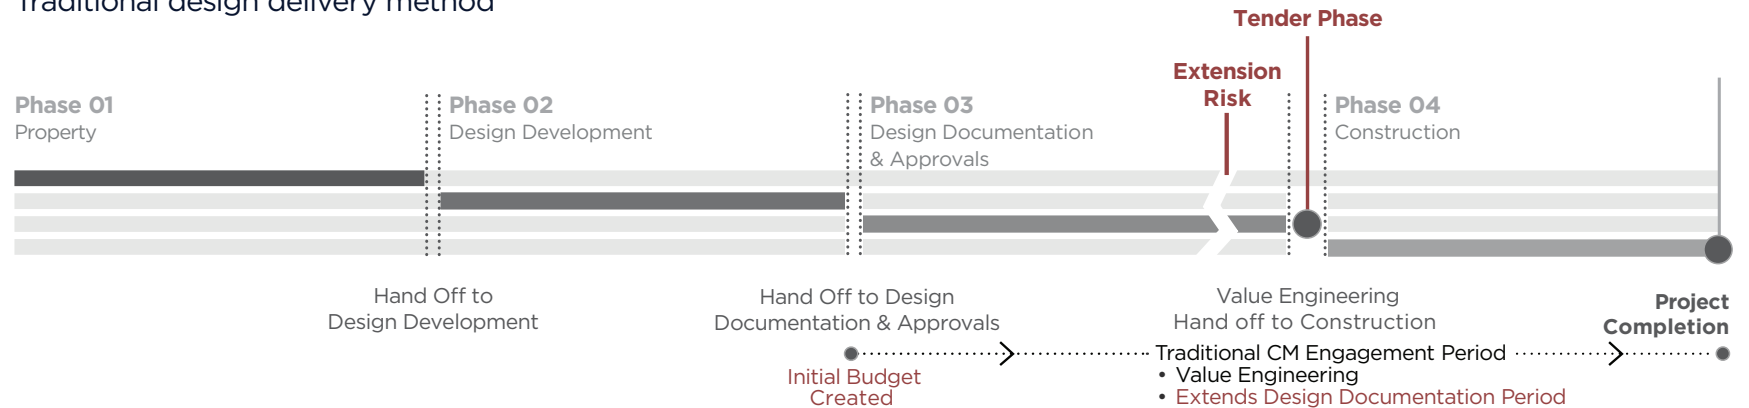 Traditional design delivery method
Tender Phase
Extension
Risk
Phase 01
Property
Phase 02
Design Development
Phase 03
Design Documentation
& Approvals
Phase 04
Construction
Hand Off to
Design Development
Hand Off to Design
Documentation & Approvals
Value Engineering
Hand off to Construction
Project
Completion
Initial Budget
Created
Traditional CM Engagement Period
• Value Engineering
• Extends Design Documentation Period